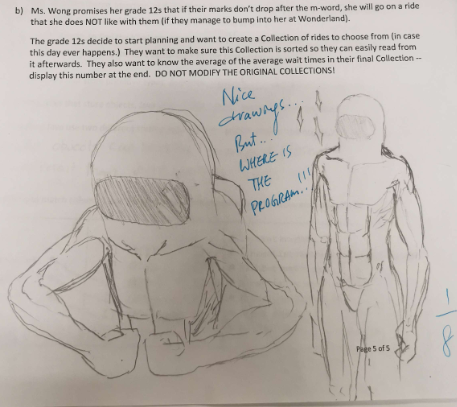 b) Ms. Wong promises her grade 12s that if their marks don't drop after the m-word, she will go on a ride
that she does NOT like with them (if they manage to bump into her at Wonderland).
The grade 12s decide to start planning and want to create a Collection of rides to choose from (in case
this day ever happens.) They want to make sure this Collection is sorted so they can easily read from
it afterwards. They also want to know the average of the average wait times in their final Collection --
display this number at the end. DO NOT MODIFY THE ORIGINAL COLLECTIONS!
Nice
drawings...
But...
WHERE IS
THE
PROGRAM..!!!
1
8
Page 5 of 5